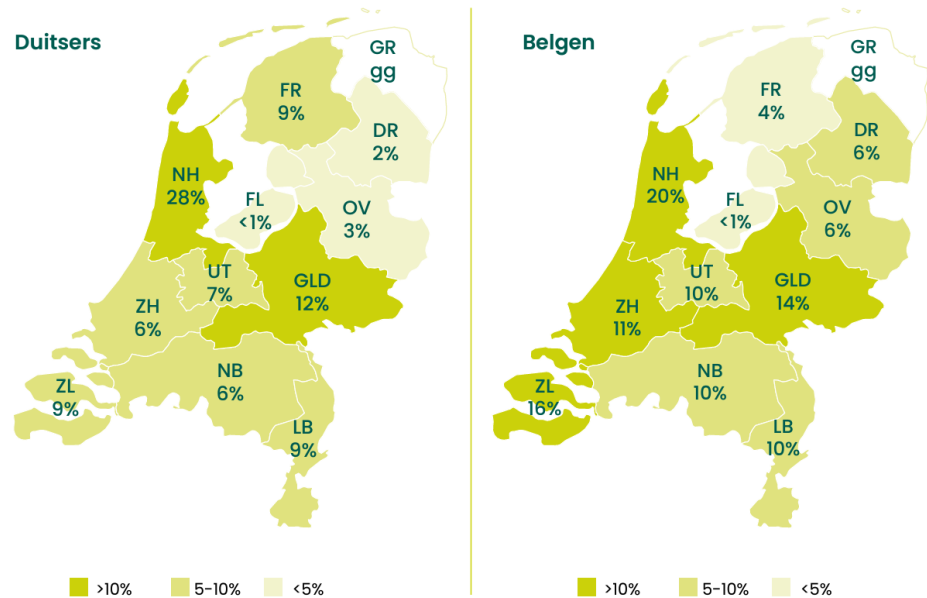 Duitsers
GR
gg
FR
9%
DR
2%
NH
28%
FL
<1%
OV
3%
UT
7%
GLD
12%
ZH
6%
NB
6%
ZL
9%
LB
9%
>10%
5-10%
<5%
Belgen
GR
gg
FR
4%
DR
6%
NH
20%
FL
<1%
OV
6%
UT
10%
GLD
14%
ZH
11%
NB
10%
ZL
16%
LB
10%
>10%
5-10%
<5%